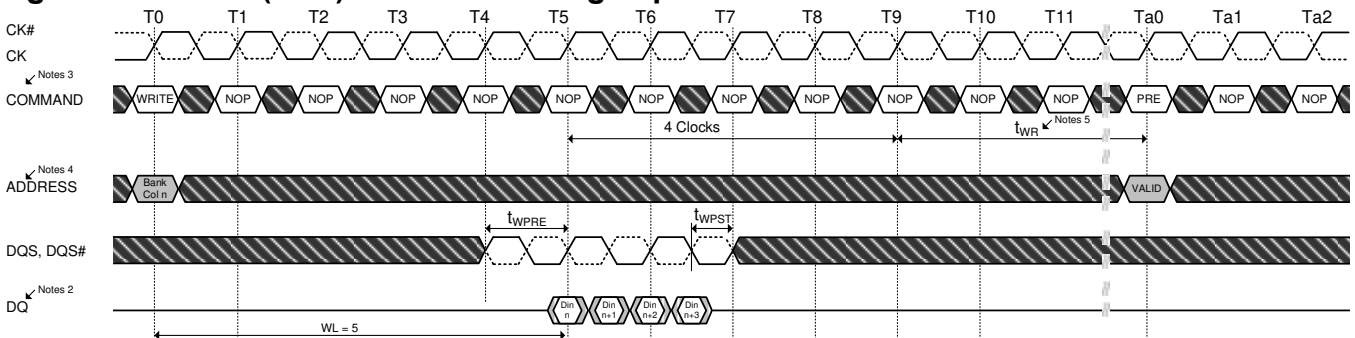 T0 T1 T2 T3 T4 T5 T6 T7 T8 T9 T10 T11 Ta0 Ta1 Ta2
CK#
CK
Notes 3
COMMAND WRITE NOP NOP NOP NOP NOP NOP NOP NOP NOP NOP NOP PRE NOP NOP
4 Clocks tWR Notes 5
Notes 4
ADDRESS Bank Col n VALID
tWPRE tWPST
DQS, DQS#
Notes 2
DQ Din n Din n+1 Din n+2 Din n+3
WL = 5